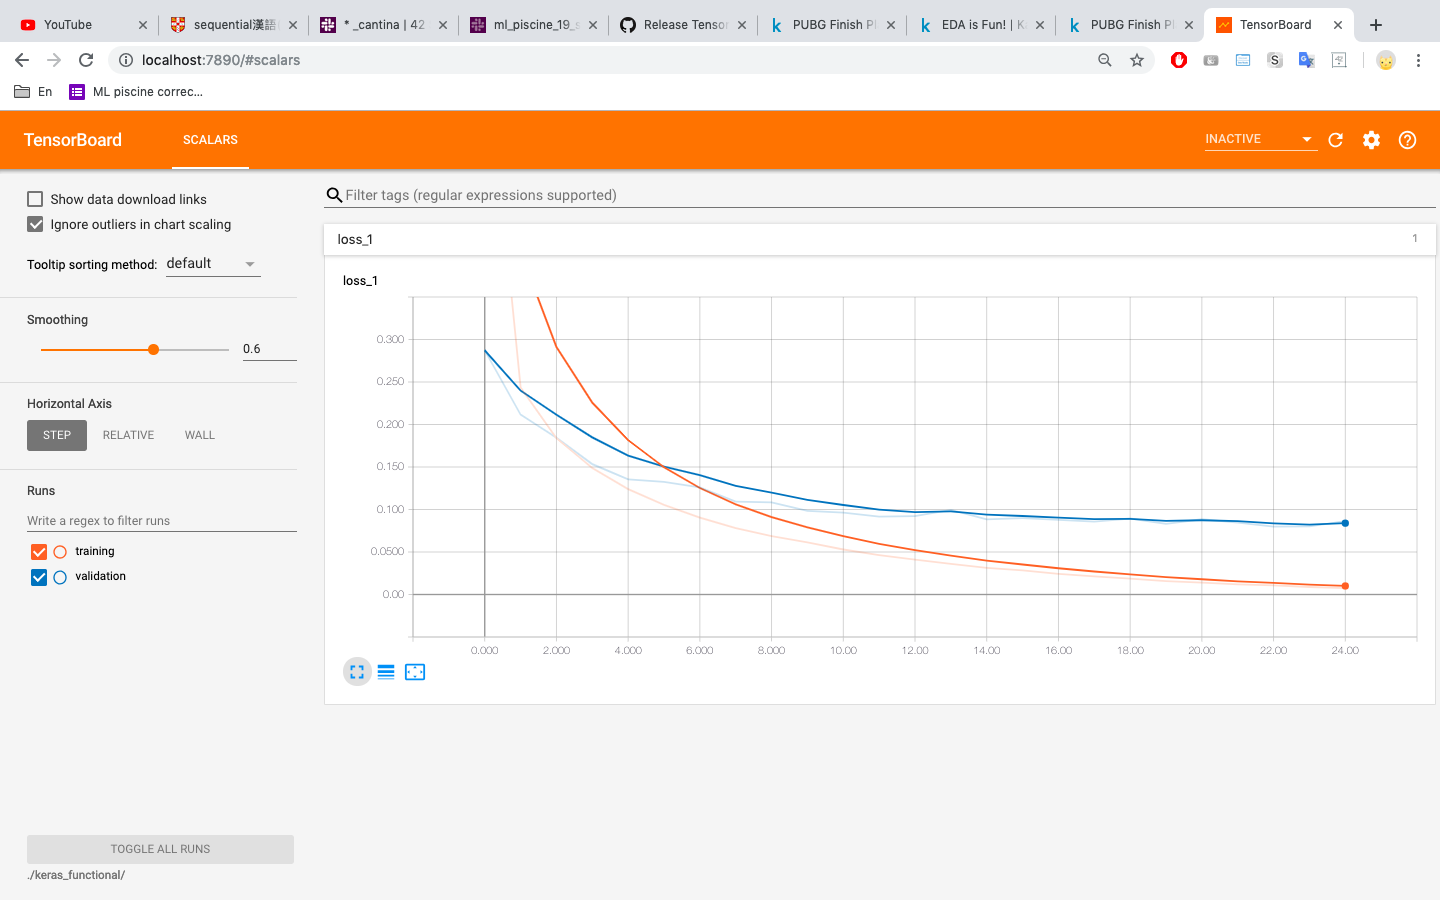 YouTube
sequential漢語
* _cantina | 42
ml_piscine_19_s
Release Tensor
PUBG Finish Pl
EDA is Fun! | K
PUBG Finish Pl
TensorBoard
localhost:7890/#scalars
En
ML piscine correc...
TensorBoard
SCALARS
INACTIVE
Show data download links
Ignore outliers in chart scaling
Tooltip sorting method: default
Smoothing
0.6
Horizontal Axis
STEP RELATIVE WALL
Runs
Write a regex to filter runs
training
validation
TOGGLE ALL RUNS
./keras_functional/
Filter tags (regular expressions supported)
loss_1
1
loss_1
0.300
0.250
0.200
0.150
0.100
0.0500
0.00
0.000 2.000 4.000 6.000 8.000 10.00 12.00 14.00 16.00 18.00 20.00 22.00 24.00